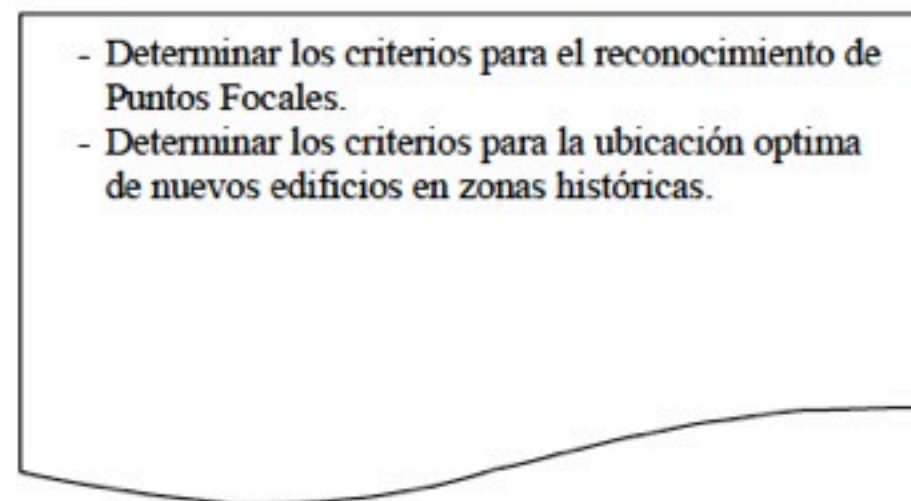 - Determinar los criterios para el reconocimiento de
Puntos Focales.
- Determinar los criterios para la ubicación optima
de nuevos edificios en zonas históricas.